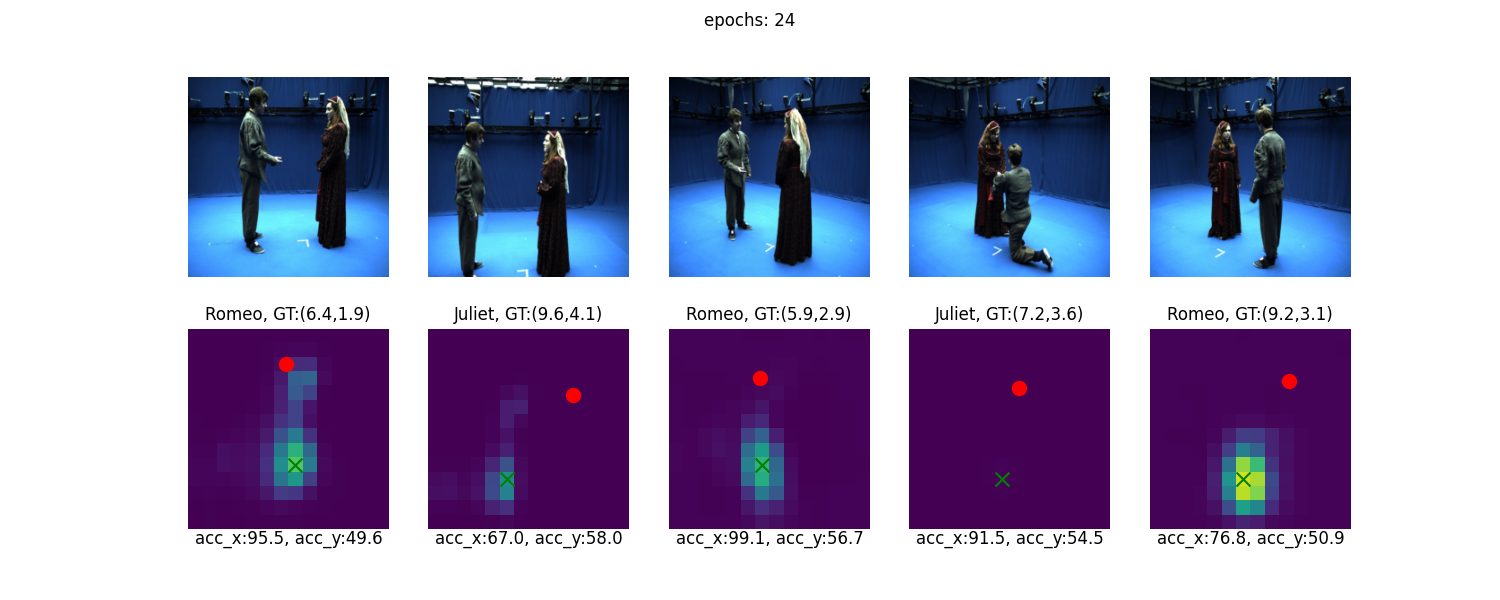 epochs: 24
Romeo, GT:(6.4,1.9)
Juliet, GT:(9.6,4.1)
Romeo, GT:(5.9,2.9)
Juliet, GT:(7.2,3.6)
Romeo, GT:(9.2,3.1)
acc_x:95.5, acc_y:49.6
acc_x:67.0, acc_y:58.0
acc_x:99.1, acc_y:56.7
acc_x:91.5, acc_y:54.5
acc_x:76.8, acc_y:50.9